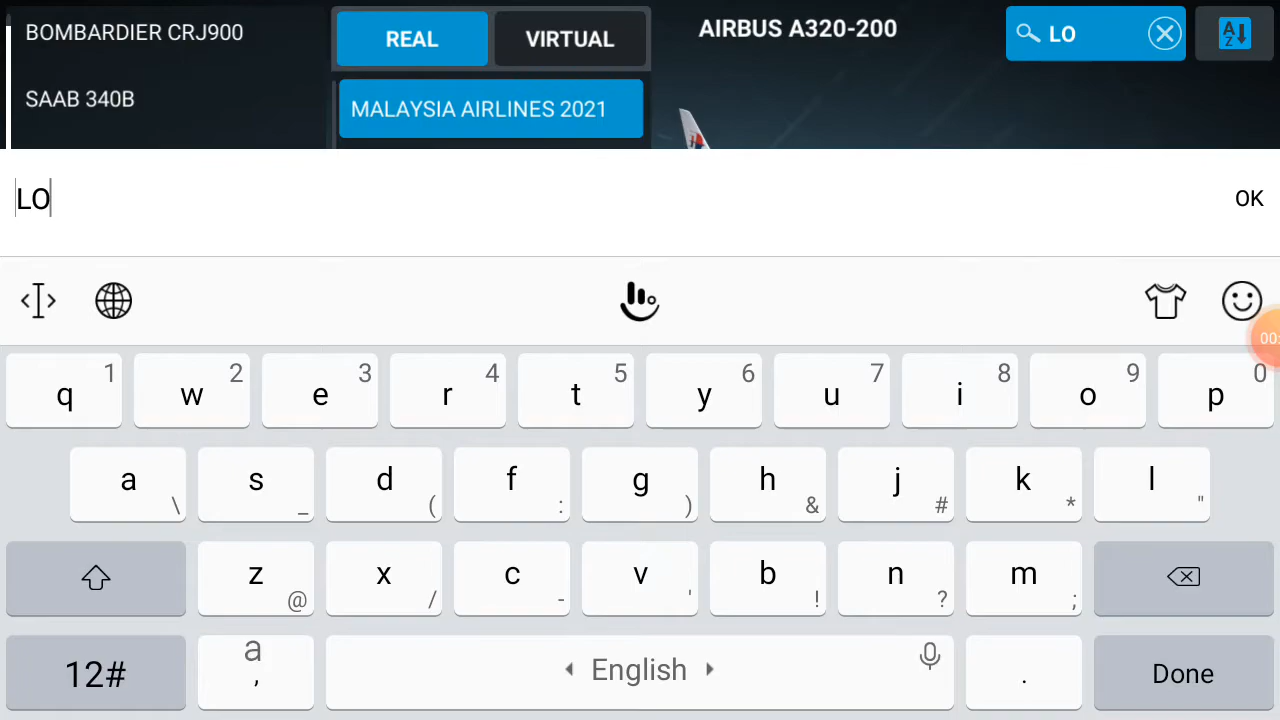 BOMBARDIER CRJ900
SAAB 340B
REAL
VIRTUAL
MALAYSIA AIRLINES 2021
AIRBUS A320-200
LO
A
Z
LO
OK
q 1 w 2 e 3 r 4 t 5 y 6 u 7 i 8 o 9 p 0
a \ s _ d ( f : g ) h & j # k * l "
z @ x / c - v ' b ! n ? m ;
12# a , English . Done
00: